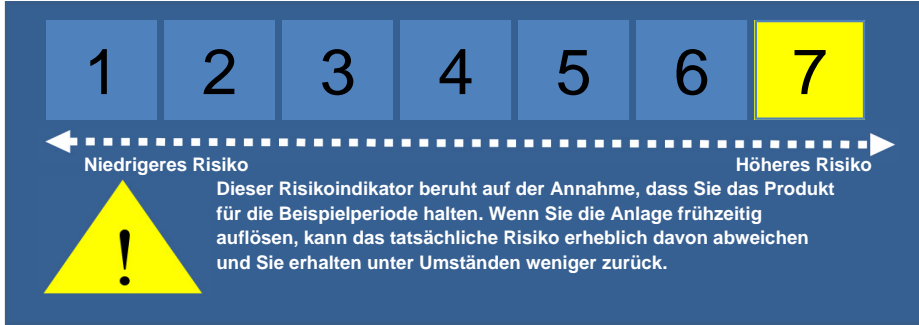 1 2 3 4 5 6 7
Niedrigeres Risiko Höheres Risiko
Dieser Risikoindikator beruht auf der Annahme, dass Sie das Produkt
für die Beispielperiode halten. Wenn Sie die Anlage frühzeitig
auflösen, kann das tatsächliche Risiko erheblich davon abweichen
und Sie erhalten unter Umständen weniger zurück.
!